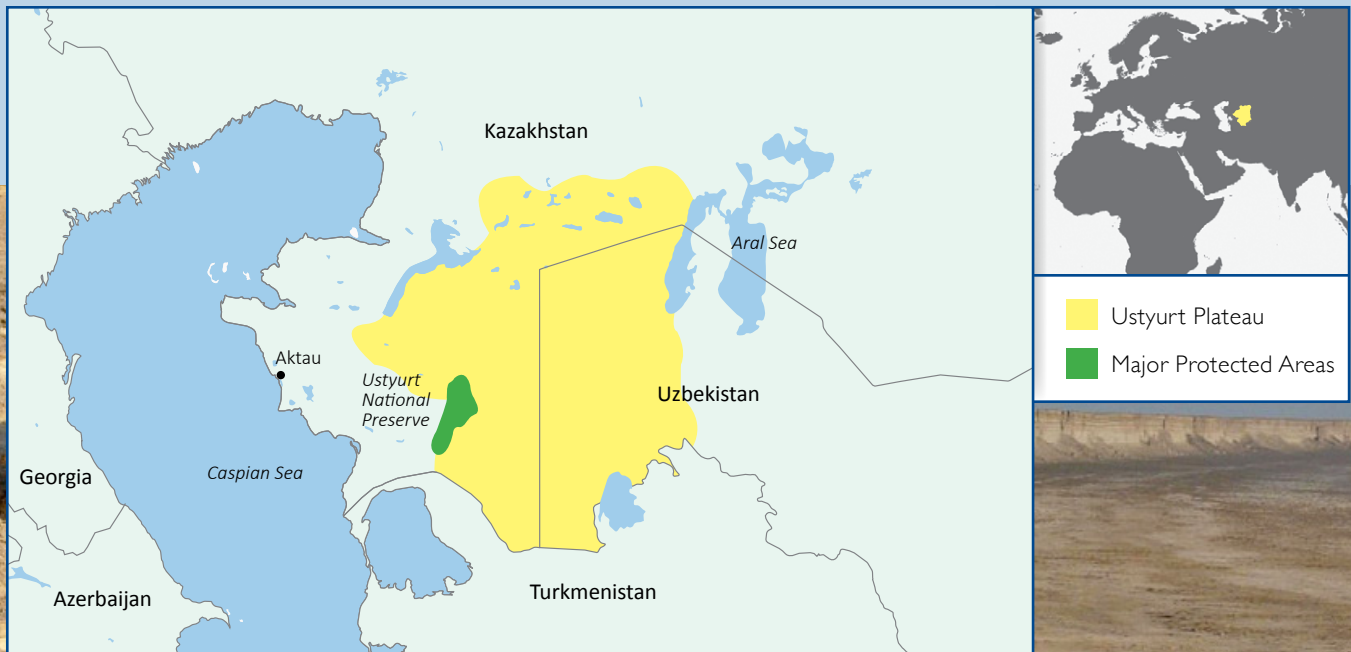 Kazakhstan
Aral Sea
Aktau
Ustyurt
National
Preserve
Uzbekistan
Caspian Sea
Georgia
Azerbaijan
Turkmenistan
Ustyurt Plateau
Major Protected Areas